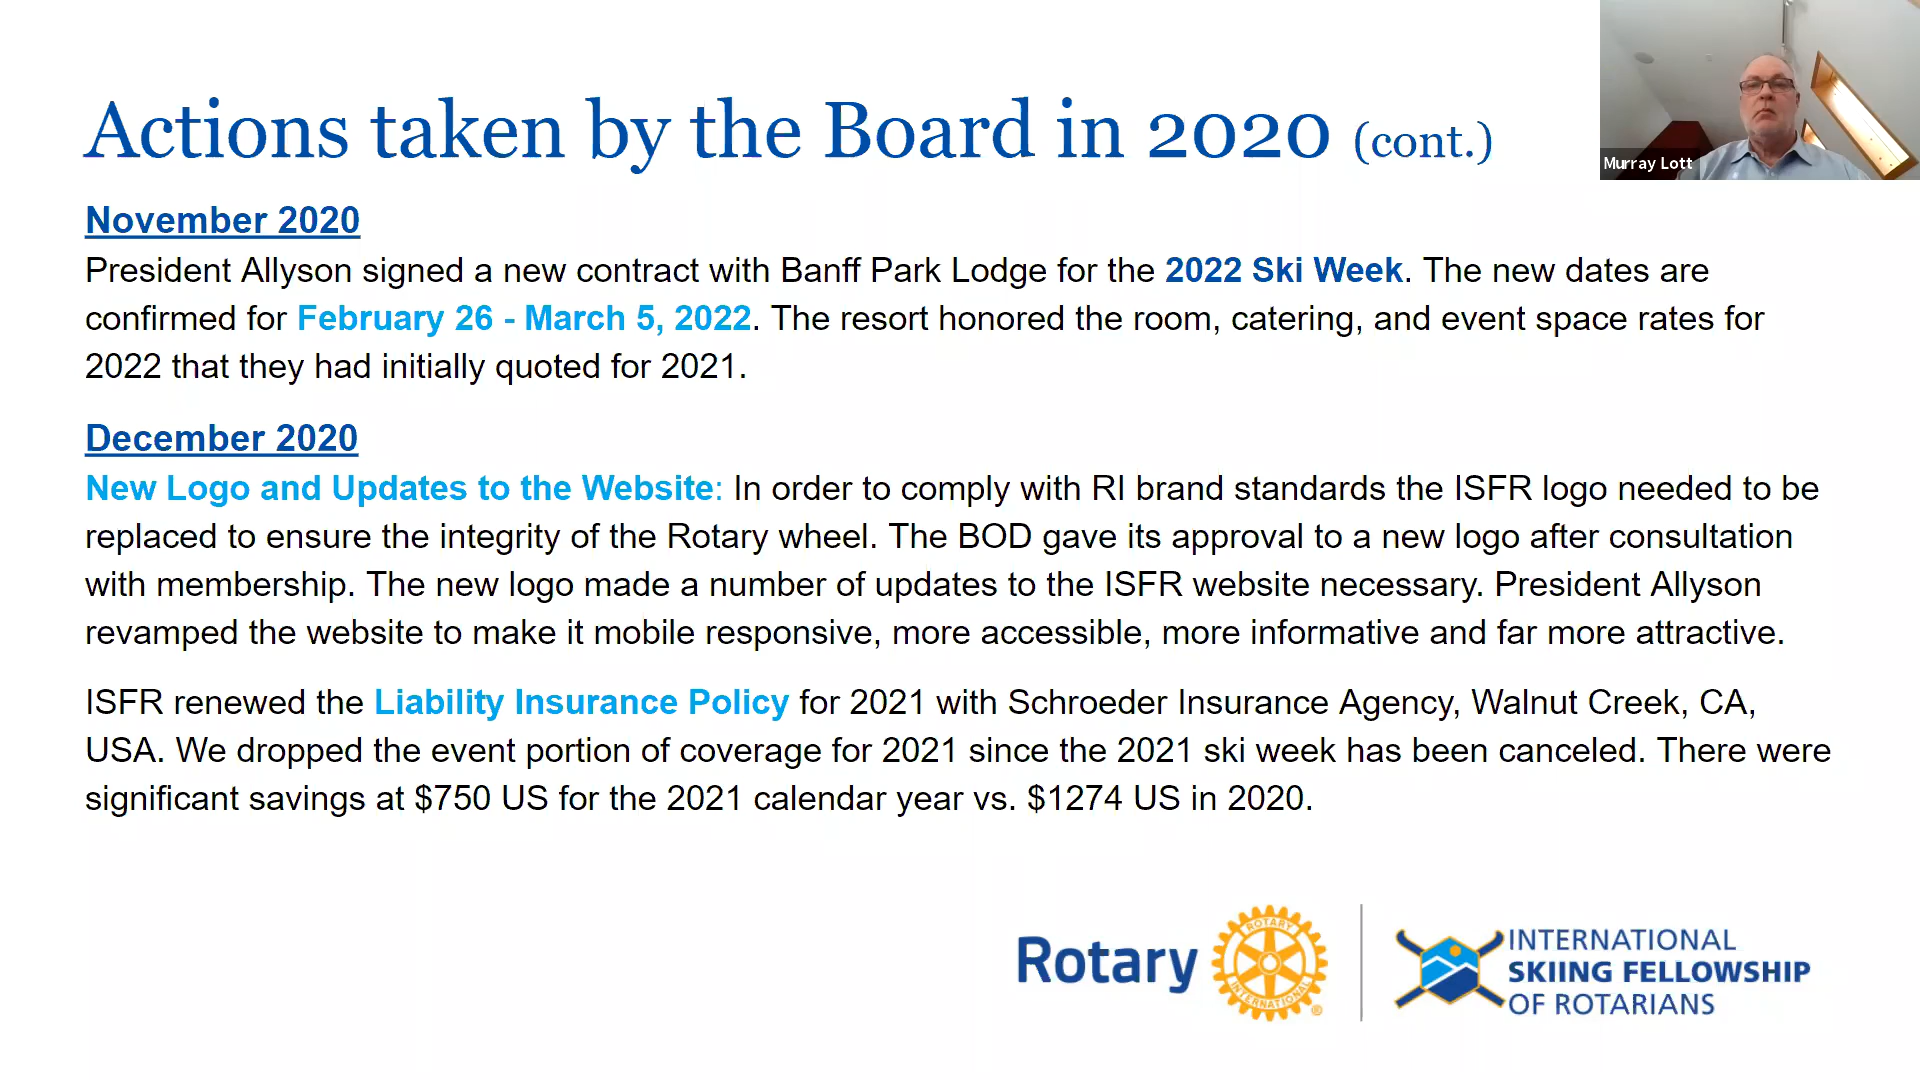 Actions taken by the Board in 2020 (cont.)
Murray Lott
November 2020
President Allyson signed a new contract with Banff Park Lodge for the 2022 Ski Week. The new dates are
confirmed for February 26 - March 5, 2022. The resort honored the room, catering, and event space rates for
2022 that they had initially quoted for 2021.
December 2020
New Logo and Updates to the Website: In order to comply with RI brand standards the ISFR logo needed to be
replaced to ensure the integrity of the Rotary wheel. The BOD gave its approval to a new logo after consultation
with membership. The new logo made a number of updates to the ISFR website necessary. President Allyson
revamped the website to make it mobile responsive, more accessible, more informative and far more attractive.
ISFR renewed the Liability Insurance Policy for 2021 with Schroeder Insurance Agency, Walnut Creek, CA,
USA. We dropped the event portion of coverage for 2021 since the 2021 ski week has been canceled. There were
significant savings at $750 US for the 2021 calendar year vs. $1274 US in 2020.
Rotary
ROTARY
INTERNATIONAL
®
INTERNATIONAL
SKIING FELLOWSHIP
OF ROTARIANS